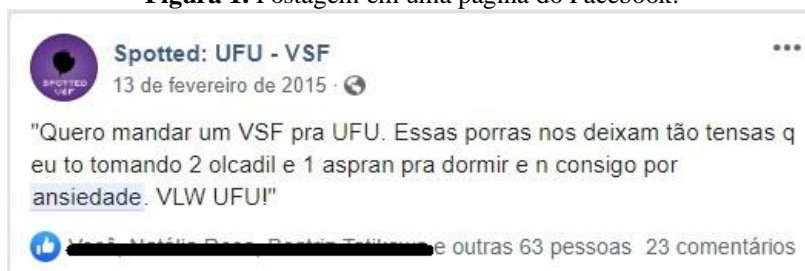 Figura 1. Postagem em uma página do Facebook.
Spotted: UFU - VSF
13 de fevereiro de 2015 ·
SPOTTED
VSF
"Quero mandar um VSF pra UFU. Essas porras nos deixam tão tensas q
eu to tomando 2 olcadil e 1 aspran pra dormir e n consigo por
ansiedade. VLW UFU!"
e outras 63 pessoas 23 comentários